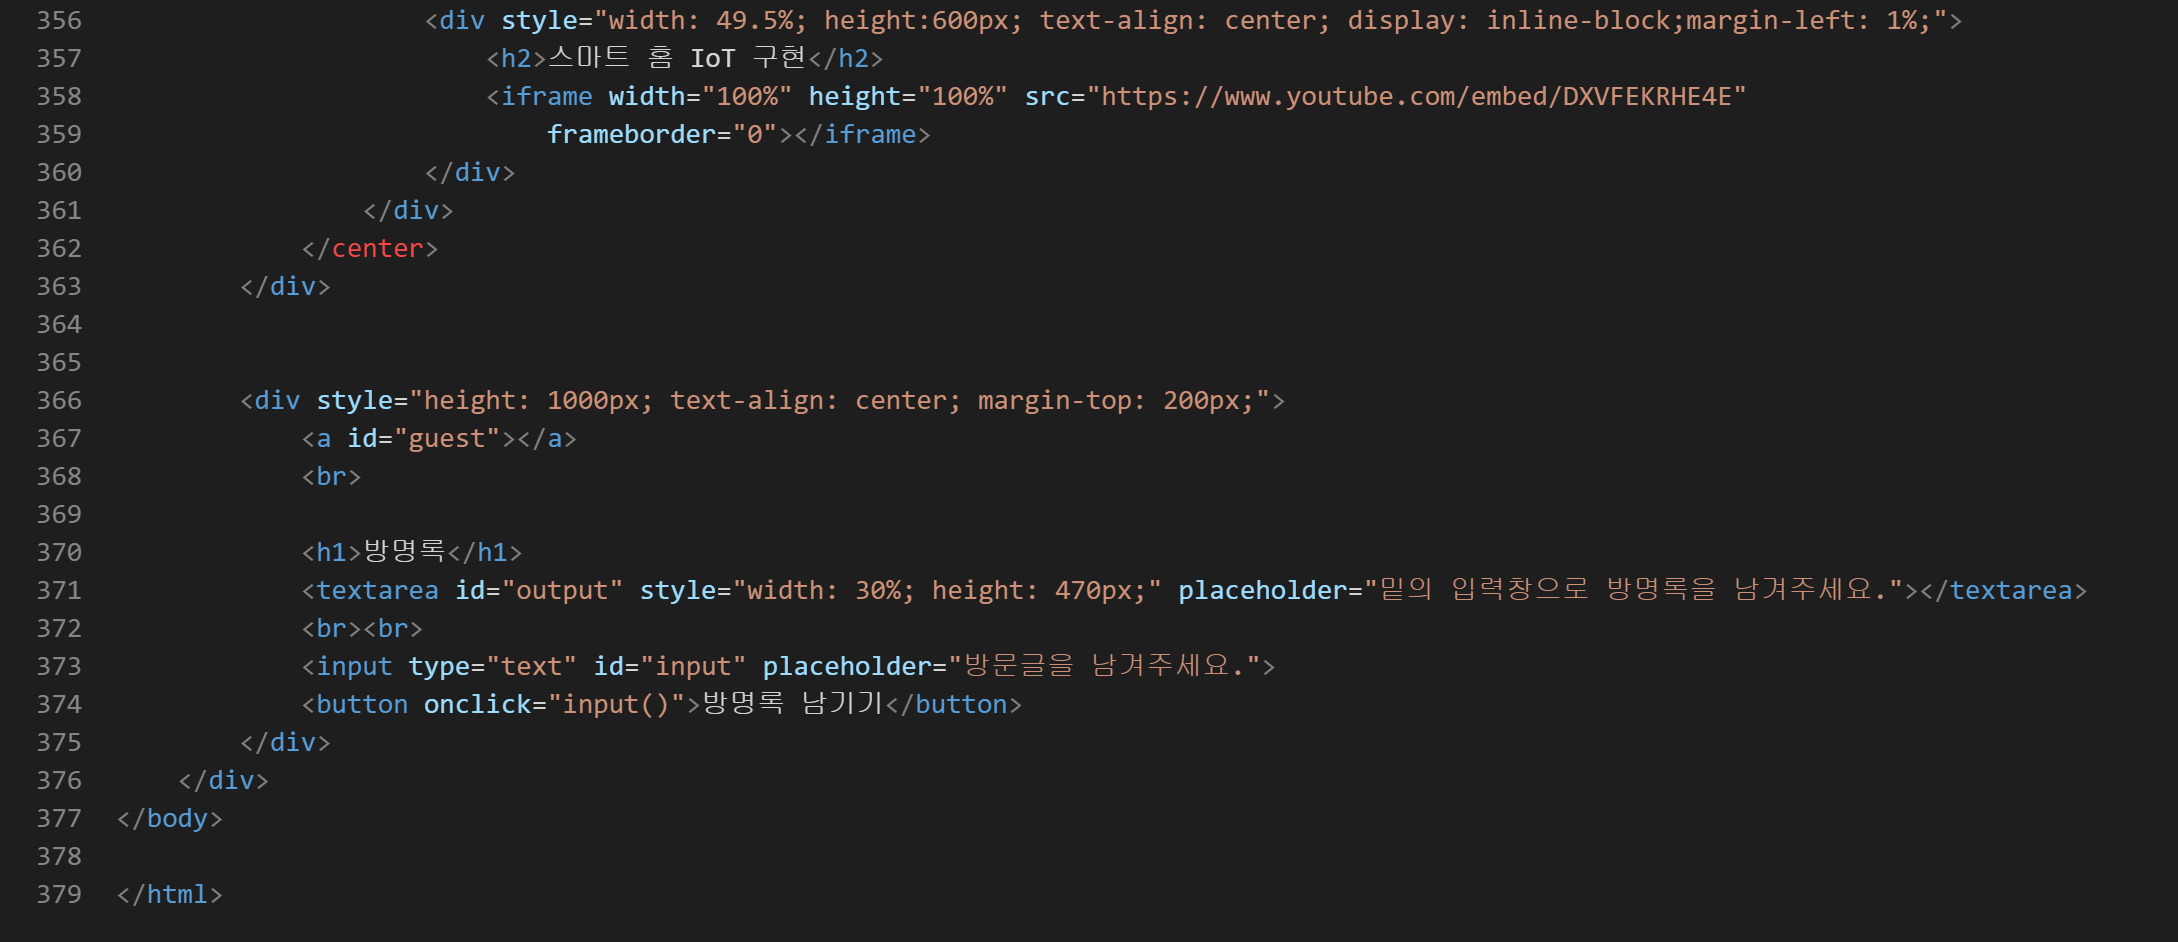 356 <div style="width: 49.5%; height:600px; text-align: center; display: inline-block;margin-left: 1%;">
357 <h2>스마트 홈 IoT 구현</h2>
358 <iframe width="100%" height="100%" src="https://www.youtube.com/embed/DXVFEKRHE4E"
359 frameborder="0"></iframe>
360 </div>
361 </div>
362 </center>
363 </div>
364
365
366 <div style="height: 1000px; text-align: center; margin-top: 200px;">
367 <a id="guest"></a>
368 <br>
369
370 <h1>방명록</h1>
371 <textarea id="output" style="width: 30%; height: 470px;" placeholder="밑의 입력창으로 방명록을 남겨주세요."></textarea>
372 <br><br>
373 <input type="text" id="input" placeholder="방문글을 남겨주세요.">
374 <button onclick="input()">방명록 남기기</button>
375 </div>
376 </div>
377 </body>
378
379 </html>